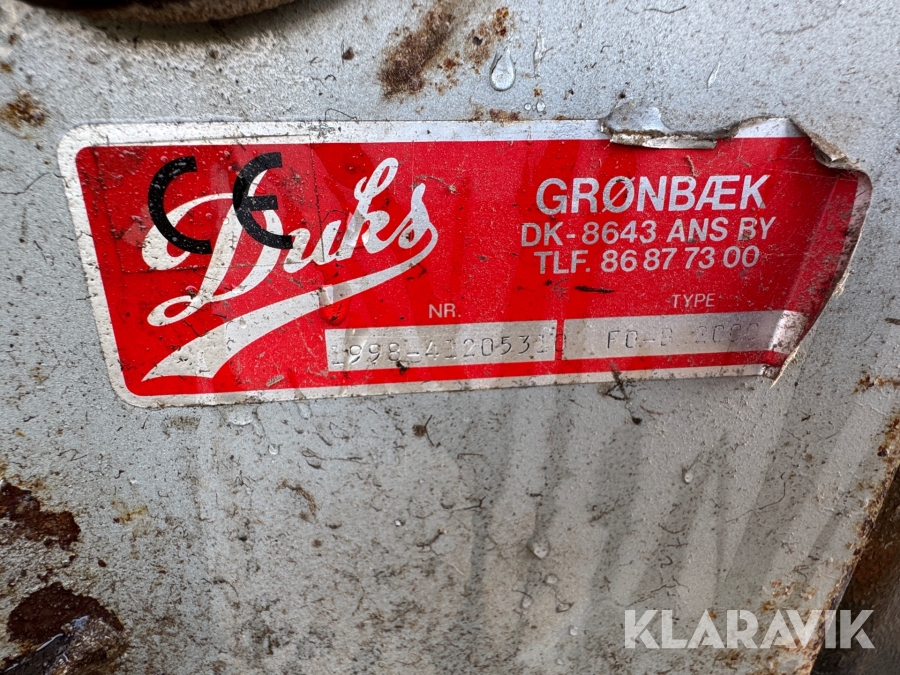 CE
Duks
GRØNBÆK
DK-8643 ANS BY
TLF. 86 87 73 00
NR.
TYPE
KLARAVIK